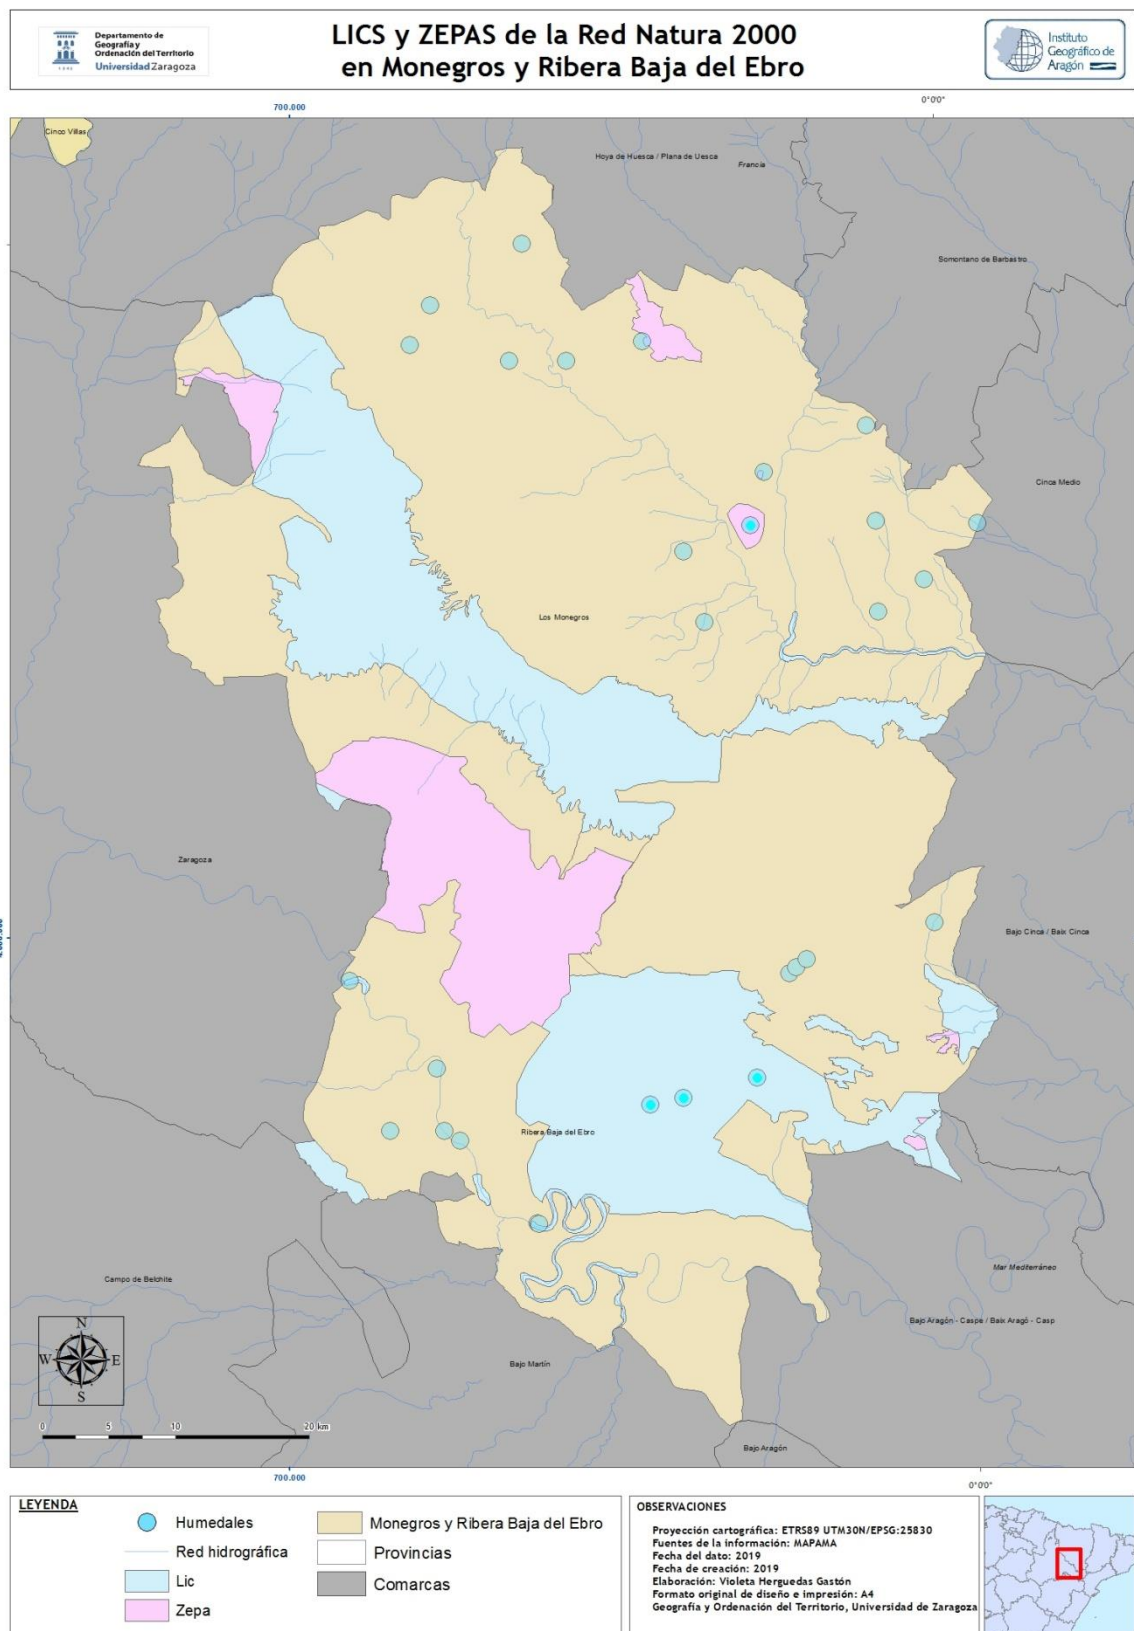 Departamento de
Geografía y
Ordenación del Territorio
Universidad Zaragoza
1542
LICS y ZEPAS de la Red Natura 2000
en Monegros y Ribera Baja del Ebro
Instituto
Geográfico de
Aragón
700.000
0°0'0"
Cinco Villas
Hoya de Huesca / Plana de Uesca
Francia
Somontano de Barbastro
Cinca Medio
Los Monegros
Zaragoza
Bajo Cinca / Baix Cinca
Ribera Baja del Ebro
Mar Mediterráneo
Campo de Belchite
Bajo Aragón - Caspe / Baix Aragó - Casp
Bajo Martín
Bajo Aragón
N
W
E
S
0 5 10 20 km
700.000
0°0'0"
LEYENDA
Humedales
Red hidrográfica
Lic
Zepa
Monegros y Ribera Baja del Ebro
Provincias
Comarcas
OBSERVACIONES
Proyección cartográfica: ETRS89 UTM30N/EPSG:25830
Fuentes de la información: MAPAMA
Fecha del dato: 2019
Fecha de creación: 2019
Elaboración: Violeta Herguedas Gastón
Formato original de diseño e impresión: A4
Geografía y Ordenación del Territorio, Universidad de Zaragoza